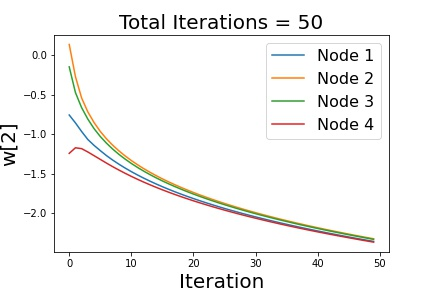 Total Iterations = 50
w[2]
0.0
−0.5
−1.0
−1.5
−2.0
Node 1
Node 2
Node 3
Node 4
0 10 20 30 40 50
Iteration